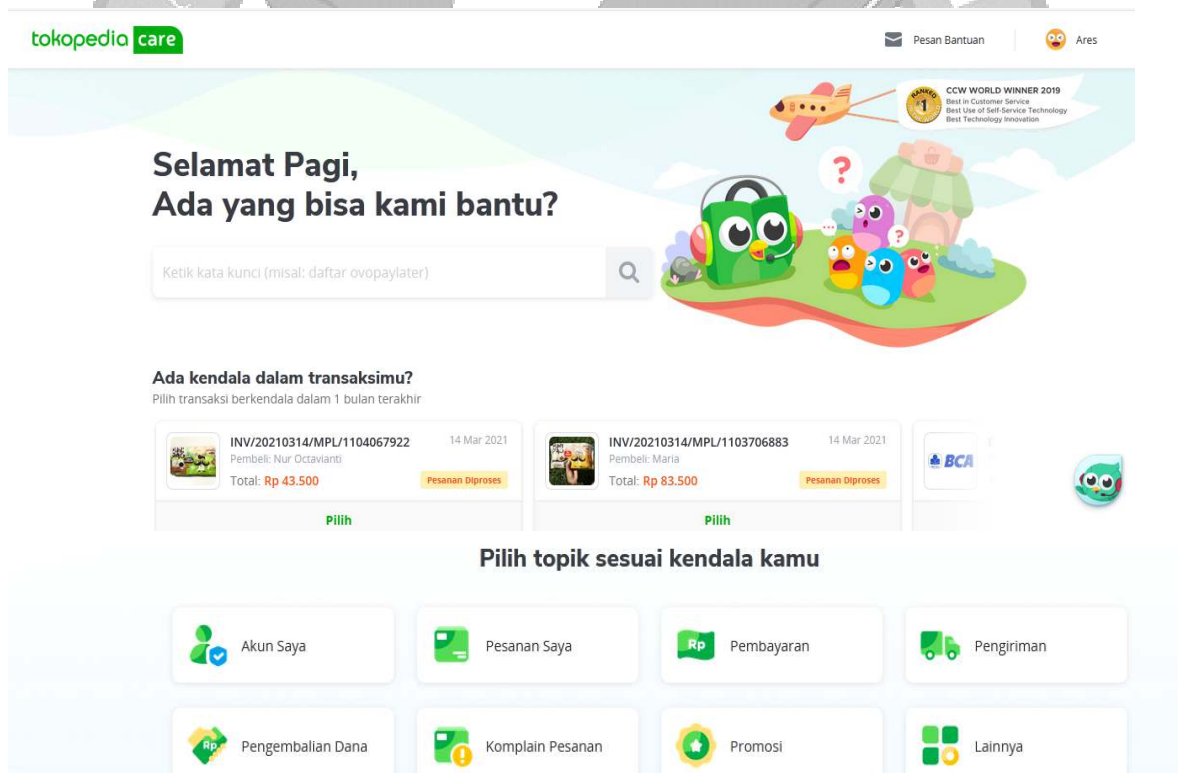 tokopedia care
Pesan Bantuan
Ares
RANKED
1
CCW WORLD WINNER 2019
Best in Customer Service
Best Use of Self-Service Technology
Best Technology Innovation
Selamat Pagi,
Ada yang bisa kami bantu?
?
...
?
Ketik kata kunci (misal: daftar ovopaylater)
Ada kendala dalam transaksimu?
Pilih transaksi berkendala dalam 1 bulan terakhir
INV/20210314/MPL/1104067922 14 Mar 2021
Pembeli: Nur Octavianti
Total: Rp 43.500 Pesanan Diproses
Pilih
INV/20210314/MPL/1103706883 14 Mar 2021
Pembeli: Maria
Total: Rp 83.500 Pesanan Diproses
Pilih
BCA
Pilih topik sesuai kendala kamu
Akun Saya
Pesanan Saya
Rp
Pembayaran
Pengiriman
Rp
Pengembalian Dana
Komplain Pesanan
Promosi
Lainnya